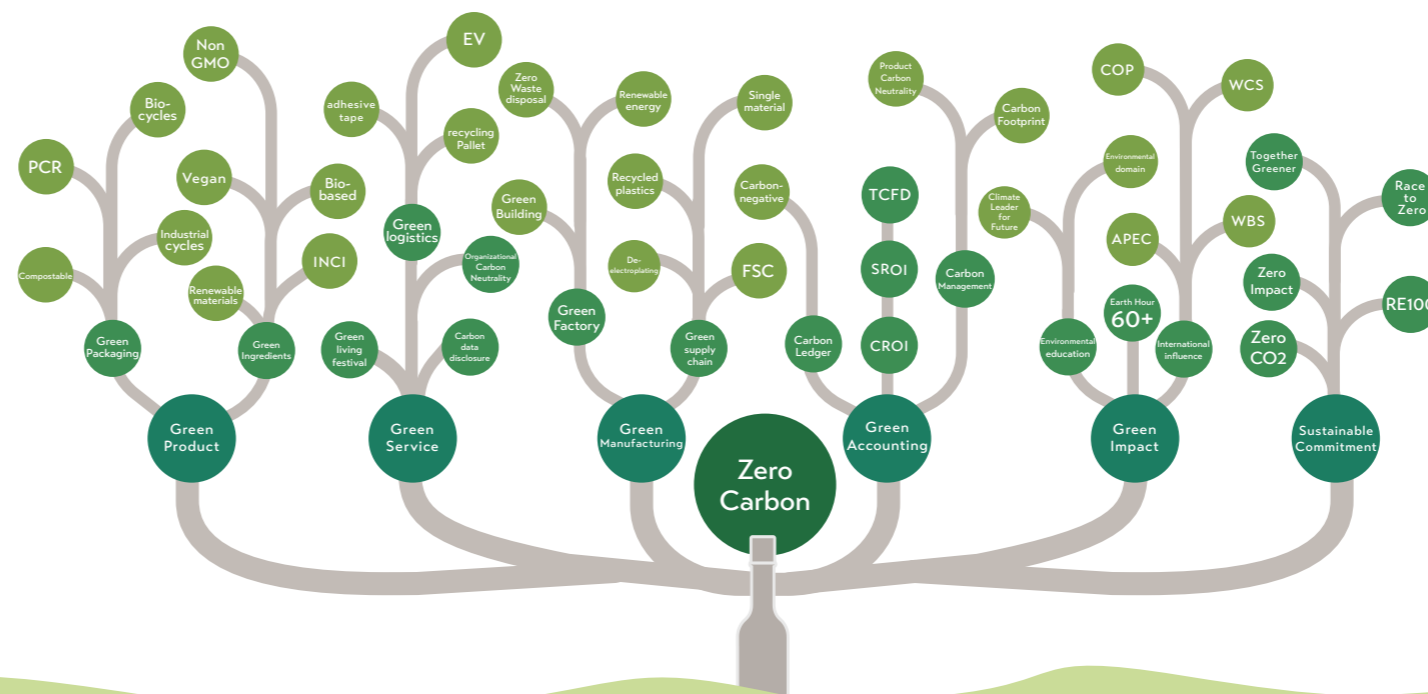 Non
GMO
Bio-
cycles
PCR
Vegan
Bio-
based
Industrial
cycles
INCI
Compostable
Renewable
materials
Green
Packaging
Green
Ingredients
Green
Product
EV
adhesive
tape
recycling
Pallet
Green
logistics
Organizational
Carbon
Neutrality
Green
living
festival
Carbon
data
disclosure
Green
Service
Zero
Waste
disposal
Renewable
energy
Single
material
Green
Building
Recycled
plastics
De-
electroplating
FSC
Green
Factory
Green
supply
chain
Green
Manufacturing
Zero
Carbon
Product
Carbon
Neutrality
Carbon
Footprint
Carbon-
negative
TCFD
SROI
Carbon
Management
CROI
Carbon
Ledger
Green
Accounting
COP
WCS
Environmental
domain
Climate
Leader
for
Future
APEC
WBS
Earth Hour
60+
Environmental
education
International
influence
Green
Impact
Together
Greener
Race
to
Zero
Zero
Impact
RE100
Zero
CO2
Sustainable
Commitment